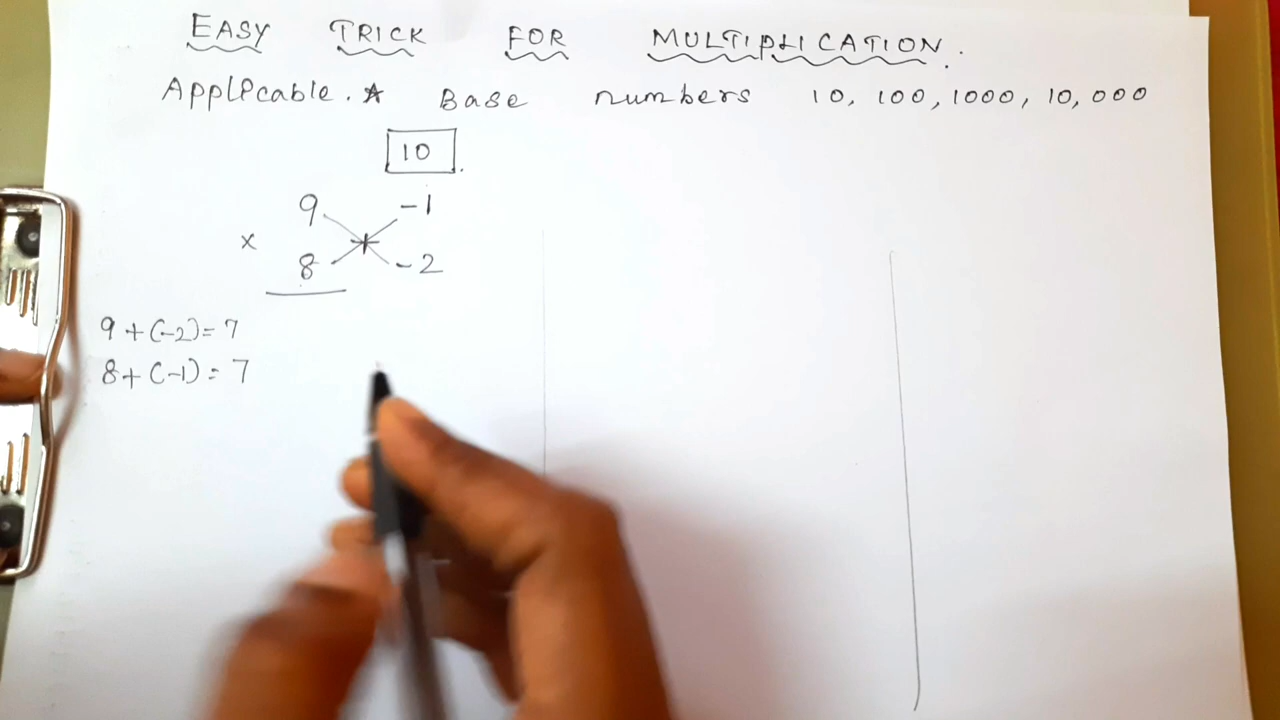 EASY TRICK FOR MULTIPLICATION.
Applicable. * Base numbers 10, 100, 1000, 10,000
10.
9 -1
x 8 + -2
9 + (-2) = 7
8 + (-1) = 7